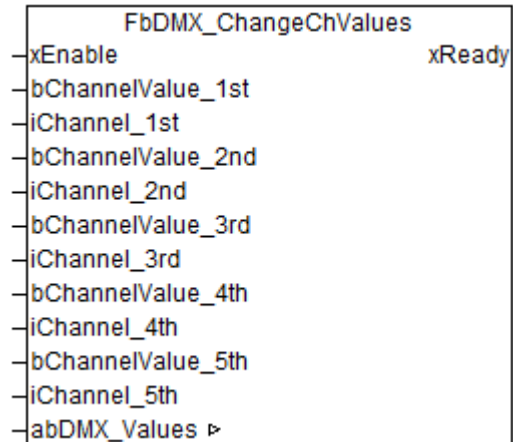 FbDMX_ChangeChValues
xEnable xReady
bChannelValue_1st
iChannel_1st
bChannelValue_2nd
iChannel_2nd
bChannelValue_3rd
iChannel_3rd
bChannelValue_4th
iChannel_4th
bChannelValue_5th
iChannel_5th
abDMX_Values ▹